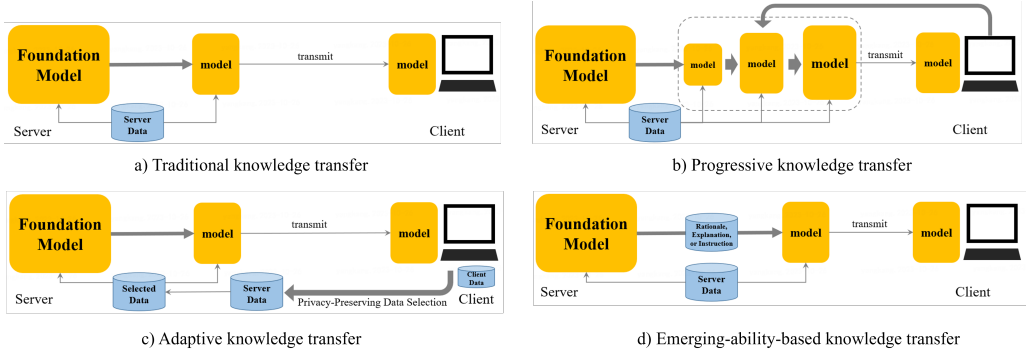 Foundation
Model
model
transmit
model
Server
Data
Server
Client
a) Traditional knowledge transfer
Foundation
Model
model
model
model
transmit
model
Server
Data
Server
Client
b) Progressive knowledge transfer
Foundation
Model
model
transmit
model
Selected
Data
Server
Data
Client
Data
Privacy-Preserving Data Selection
Server
Client
c) Adaptive knowledge transfer
Foundation
Model
Rationale,
Explanation,
or Instruction
model
transmit
model
Server
Data
Server
Client
d) Emerging-ability-based knowledge transfer